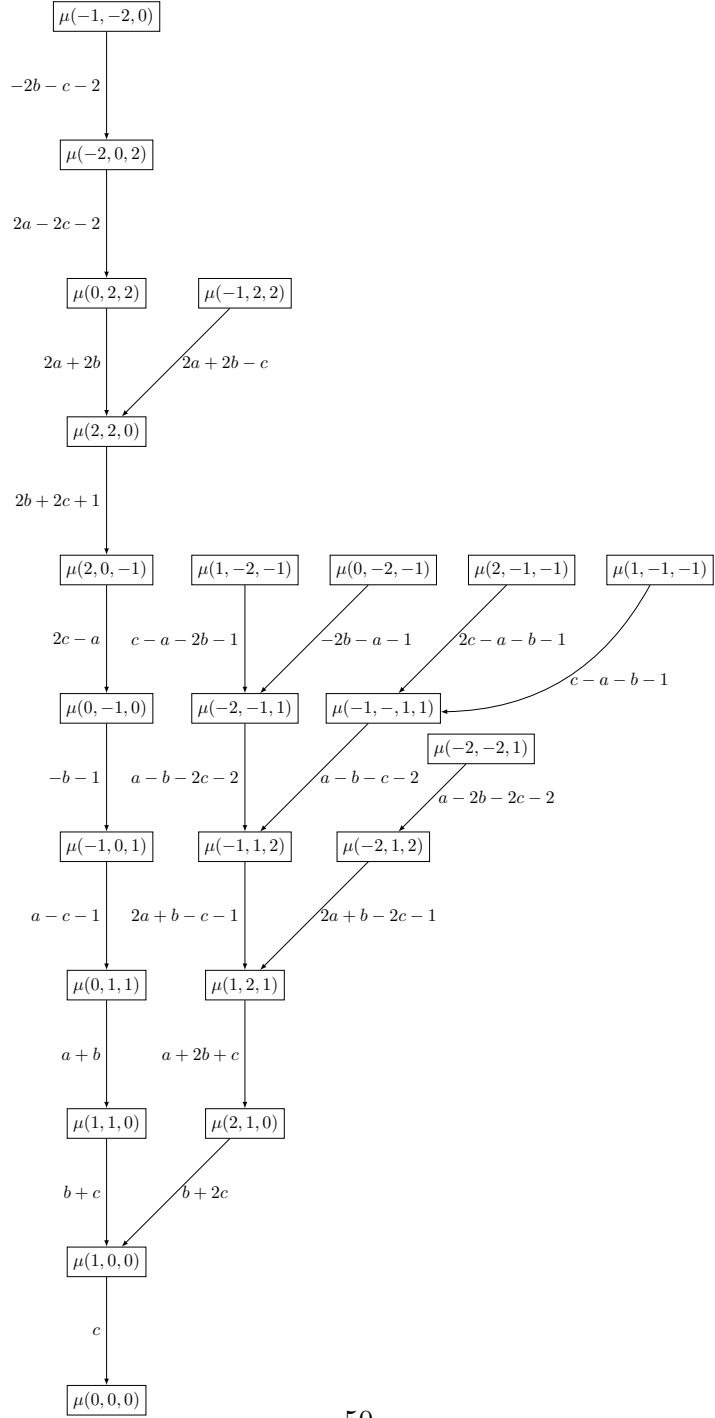 μ(−1, −2, 0)
−2b − c − 2
μ(−2, 0, 2)
2a − 2c − 2
μ(0, 2, 2) μ(−1, 2, 2)
2a + 2b 2a + 2b − c
μ(2, 2, 0)
2b + 2c + 1
μ(2, 0, −1) μ(1, −2, −1) μ(0, −2, −1) μ(2, −1, −1) μ(1, −1, −1)
2c − a c − a − 2b − 1 −2b − a − 1 2c − a − b − 1
c − a − b − 1
μ(0, −1, 0) μ(−2, −1, 1) μ(−1, −, 1, 1)
μ(−2, −2, 1)
−b − 1 a − b − 2c − 2 a − b − c − 2
a − 2b − 2c − 2
μ(−1, 0, 1) μ(−1, 1, 2) μ(−2, 1, 2)
a − c − 1 2a + b − c − 1 2a + b − 2c − 1
μ(0, 1, 1) μ(1, 2, 1)
a + b a + 2b + c
μ(1, 1, 0) μ(2, 1, 0)
b + c b + 2c
μ(1, 0, 0)
c
μ(0, 0, 0)